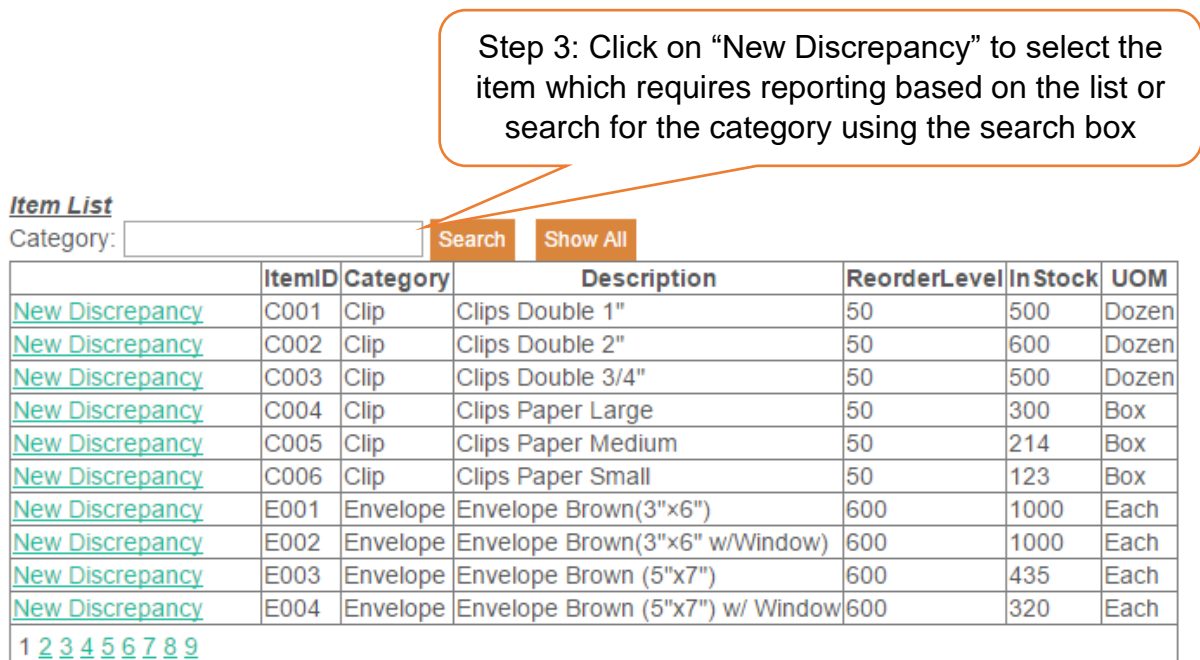 Step 3: Click on “New Discrepancy” to select the
item which requires reporting based on the list or
search for the category using the search box
Item List
Category: Search Show All
ItemID Category Description ReorderLevel InStock UOM
New Discrepancy C001 Clip Clips Double 1" 50 500 Dozen
New Discrepancy C002 Clip Clips Double 2" 50 600 Dozen
New Discrepancy C003 Clip Clips Double 3/4" 50 500 Dozen
New Discrepancy C004 Clip Clips Paper Large 50 300 Box
New Discrepancy C005 Clip Clips Paper Medium 50 214 Box
New Discrepancy C006 Clip Clips Paper Small 50 123 Box
New Discrepancy E001 Envelope Envelope Brown(3"×6") 600 1000 Each
New Discrepancy E002 Envelope Envelope Brown(3"×6" w/Window) 600 1000 Each
New Discrepancy E003 Envelope Envelope Brown (5"x7") 600 435 Each
New Discrepancy E004 Envelope Envelope Brown (5"x7") w/ Window 600 320 Each
1 2 3 4 5 6 7 8 9